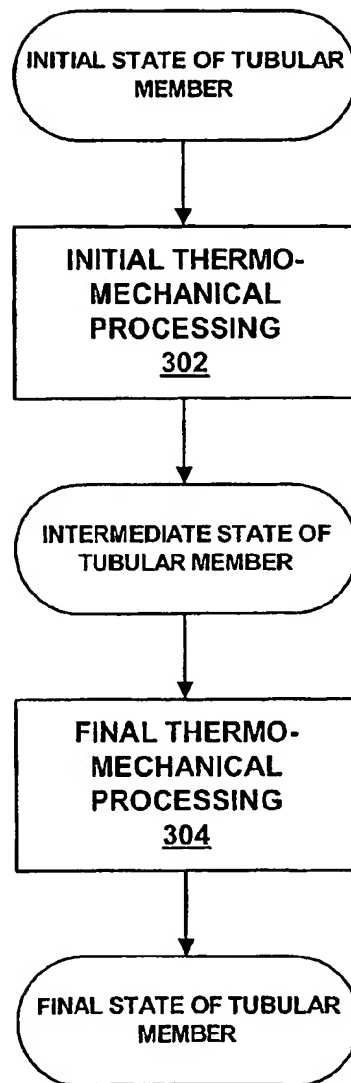 INITIAL STATE OF TUBULAR
MEMBER
INITIAL THERMO-
MECHANICAL
PROCESSING
302
INTERMEDIATE STATE OF
TUBULAR MEMBER
FINAL THERMO-
MECHANICAL
PROCESSING
304
FINAL STATE OF TUBULAR
MEMBER